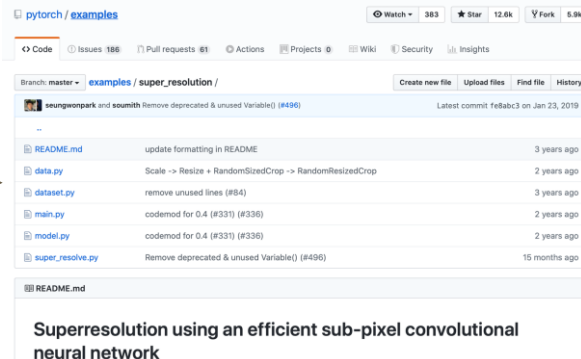 pytorch / examples
Watch 383 Star 12.6k Fork 5.9k
Code Issues 186 Pull requests 61 Actions Projects 0 Wiki Security Insights
Branch: master examples / super_resolution / Create new file Upload files Find file History
seungwonpark and soumith Remove deprecated & unused Variable() (#496) Latest commit fe8abc3 on Jan 23, 2019
..
README.md update formatting in README 3 years ago
data.py Scale -> Resize + RandomSizedCrop -> RandomResizedCrop 2 years ago
dataset.py remove unused lines (#84) 3 years ago
main.py codemod for 0.4 (#331) (#336) 2 years ago
model.py codemod for 0.4 (#331) (#336) 2 years ago
super_resolve.py Remove deprecated & unused Variable() (#496) 15 months ago
README.md
Superresolution using an efficient sub-pixel convolutional
neural network